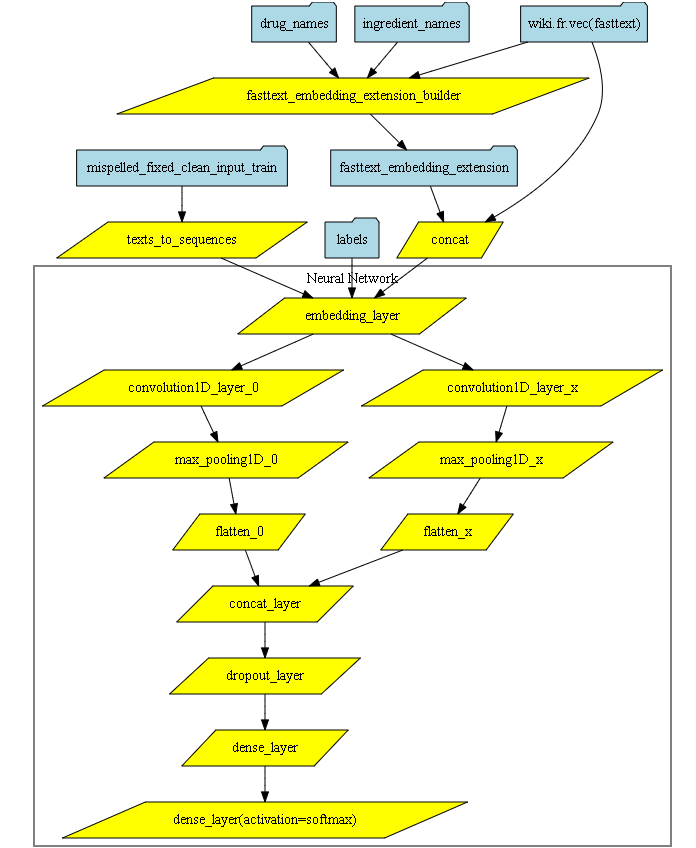 drug_names
ingredient_names
wiki.fr.vec(fasttext)
fasttext_embedding_extension_builder
mispelled_fixed_clean_input_train
fasttext_embedding_extension
texts_to_sequences
labels
concat
Neural Network
embedding_layer
convolution1D_layer_0
convolution1D_layer_x
max_pooling1D_0
max_pooling1D_x
flatten_0
flatten_x
concat_layer
dropout_layer
dense_layer
dense_layer(activation=softmax)